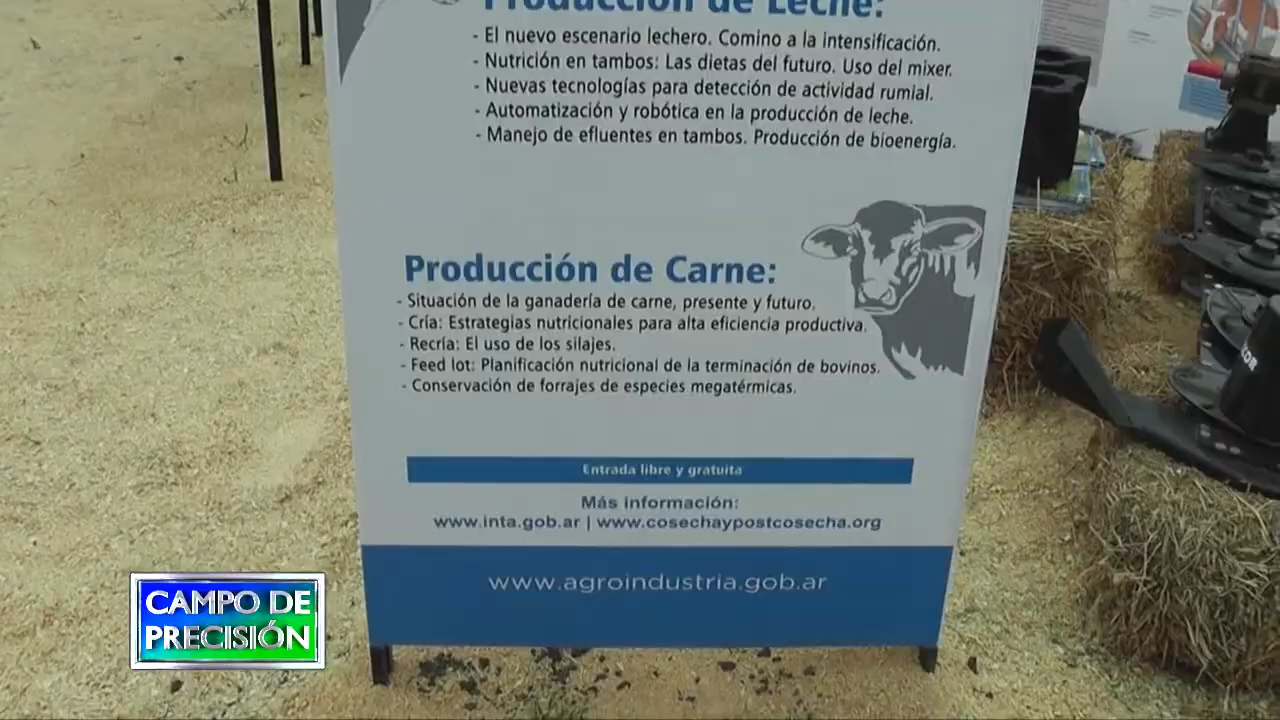 Producción de Leche:
- El nuevo escenario lechero. Comino a la intensificación.
- Nutrición en tambos: Las dietas del futuro. Uso del mixer.
- Nuevas tecnologías para detección de actividad rumial.
- Automatización y robótica en la producción de leche.
- Manejo de efluentes en tambos. Producción de bioenergía.
Producción de Carne:
- Situación de la ganadería de carne, presente y futuro.
- Cría: Estrategias nutricionales para alta eficiencia productiva.
- Recría: El uso de los silajes.
- Feed lot: Planificación nutricional de la terminación de bovinos.
- Conservación de forrajes de especies megatérmicas.
Entrada libre y gratuita
Más información:
www.inta.gob.ar | www.cosechaypostcosecha.org
www.agroindustria.gob.ar
CAMPO DE
PRECISIÓN